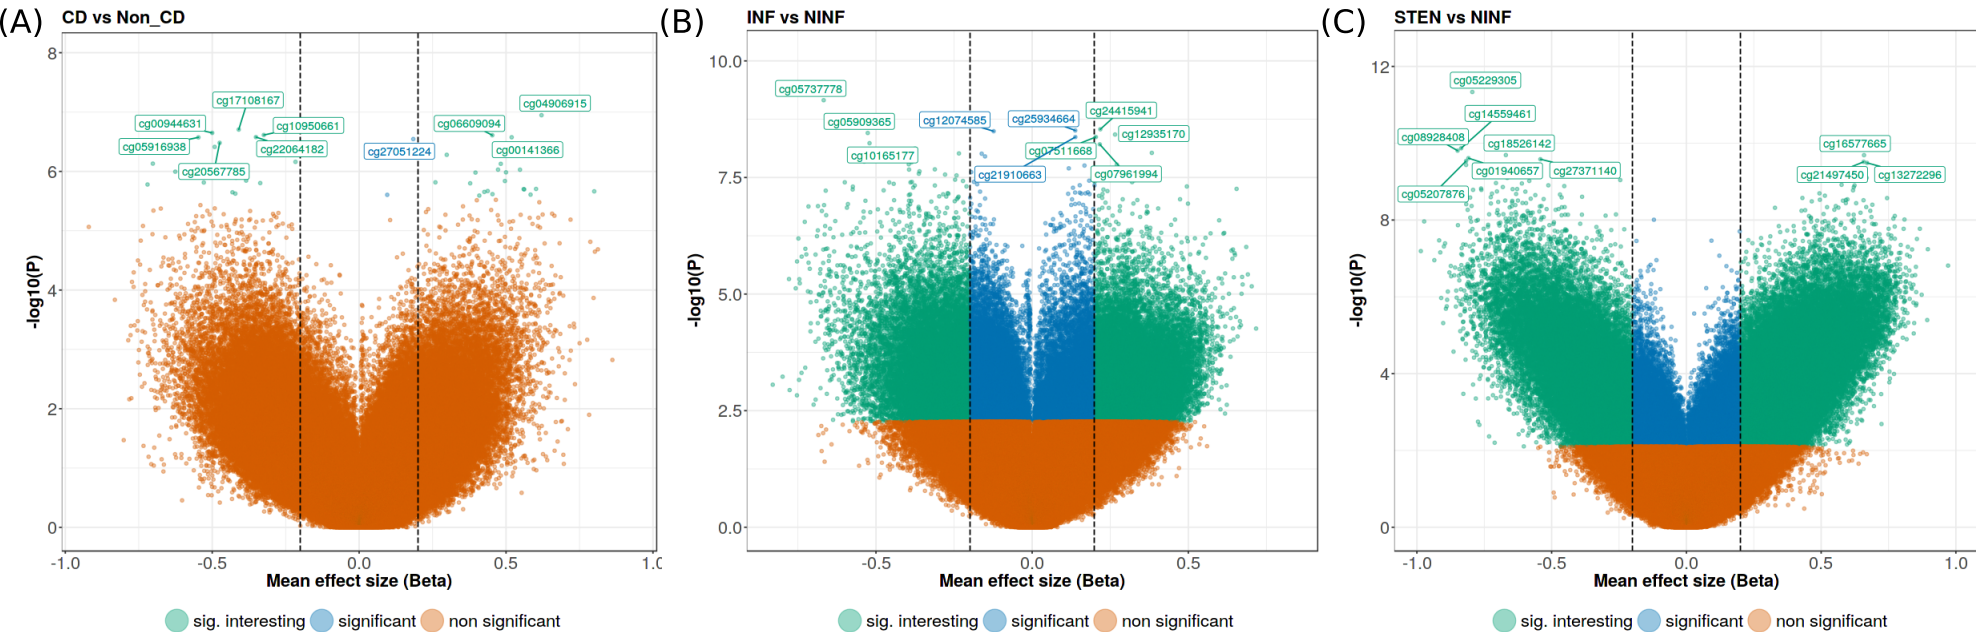 (A) CD vs Non_CD
8
6
4
2
0
-log10(P)
cg17108167
cg04906915
cg00944631
cg10950661
cg06609094
cg05916938
cg22064182
cg27051224
cg00141366
cg20567785
-1.0 -0.5 0.0 0.5 1.0
Mean effect size (Beta)
sig. interesting significant non significant
(B) INF vs NINF
10.0
7.5
5.0
2.5
0.0
-log10(P)
cg05737778
cg05909365
cg12074585
cg25934664
cg24415941
cg12935170
cg10165177
cg07511668
cg21910663
cg07961994
-0.5 0.0 0.5
Mean effect size (Beta)
sig. interesting significant non significant
(C) STEN vs NINF
12
8
4
0
-log10(P)
cg05229305
cg14559461
cg08928408
cg18526142
cg16577665
cg01940657
cg27371140
cg21497450
cg13272296
cg05207876
-1.0 -0.5 0.0 0.5 1.0
Mean effect size (Beta)
sig. interesting significant non significant